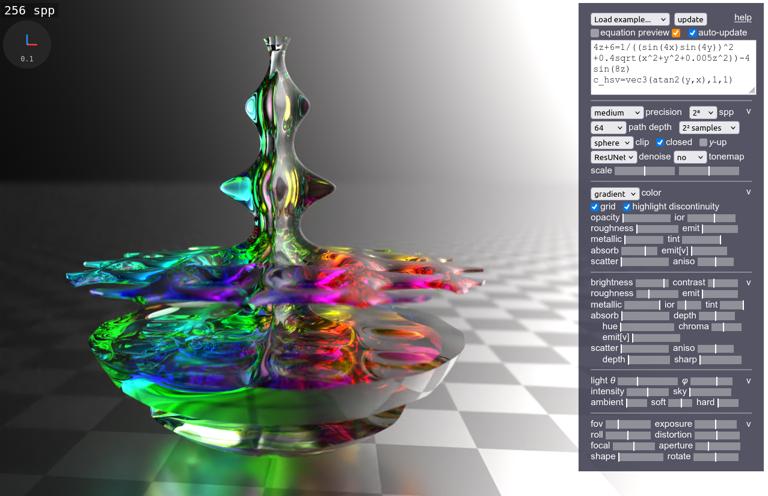 256 spp
0.1
Load example... update help
equation preview auto-update
4z+6=1/((sin(4x)sin(4y))^2
+0.4sqrt(x^2+y^2+0.005z^2))-4
sin(8z)
c_hsv=vec3(atan2(y,x),1,1)
medium precision 2⁸ spp v
64 path depth 2² samples
sphere clip closed y-up
ResUNet denoise no tonemap
scale
gradient color v
grid highlight discontinuity
opacity ior
roughness emit
metallic tint
absorb emit[v]
scatter aniso
brightness contrast v
roughness emit
metallic ior tint
absorb depth
hue chroma
emit[v]
scatter aniso
depth sharp
light θ φ v
intensity sky
ambient soft hard
fov exposure v
roll distortion
focal aperture
shape rotate